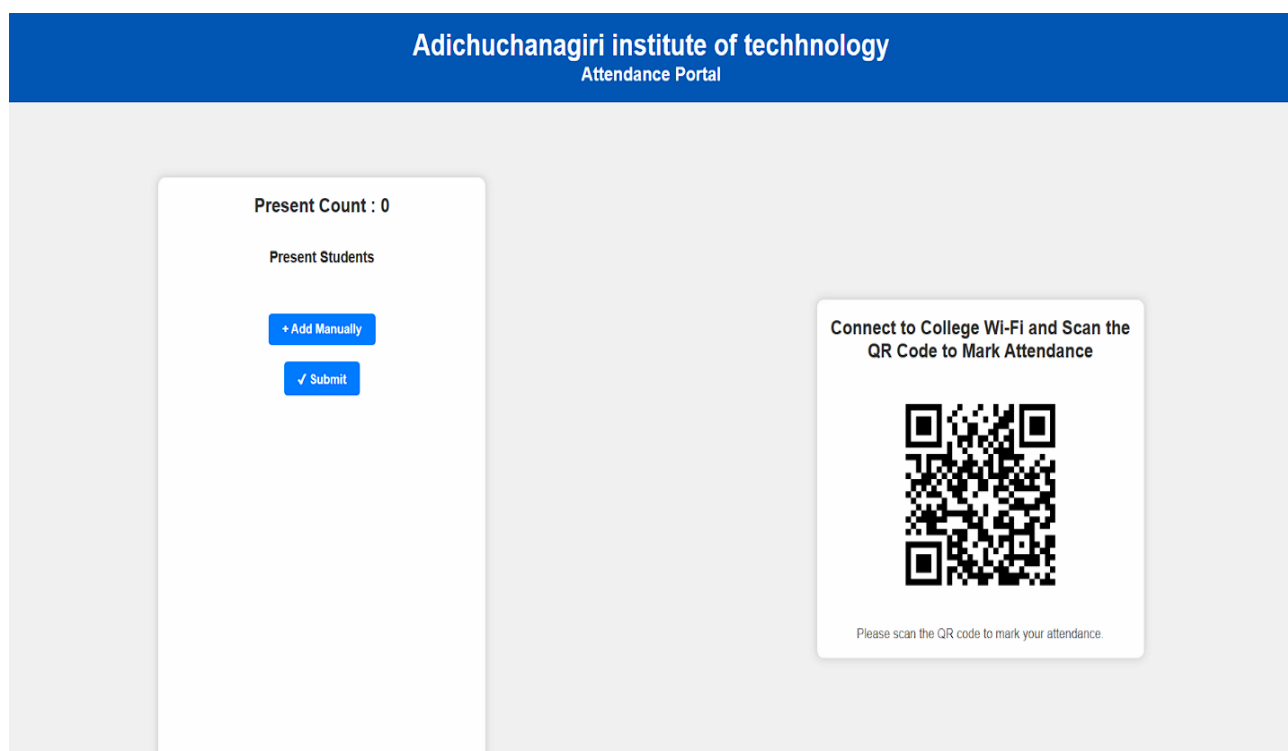 Adichuchanagiri institute of techhnology
Attendance Portal
Present Count : 0
Present Students
+ Add Manually
✓ Submit
Connect to College Wi-Fi and Scan the
QR Code to Mark Attendance
Please scan the QR code to mark your attendance.